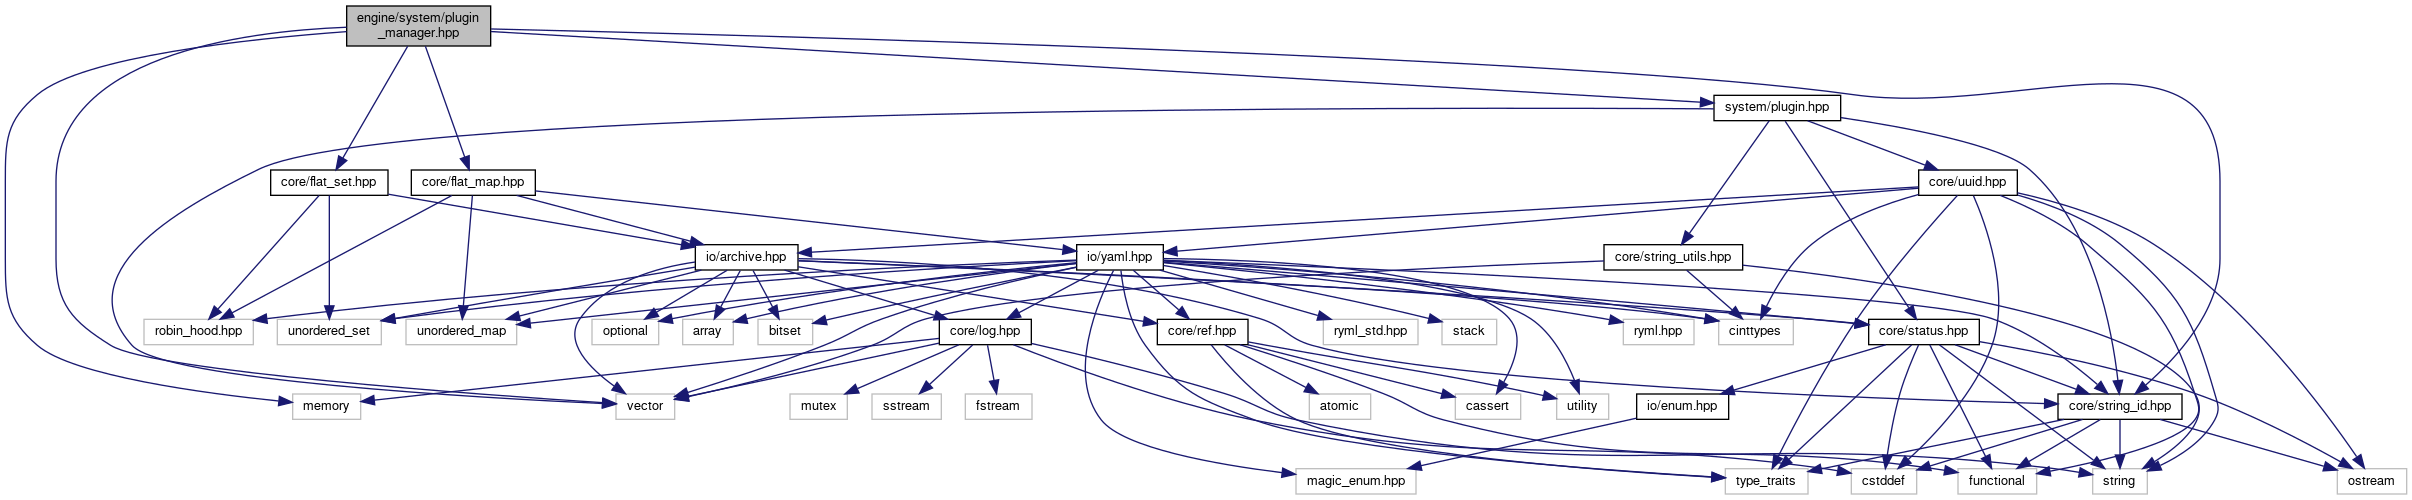 engine/system/plugin
_manager.hpp
system/plugin.hpp
core/flat_set.hpp
core/flat_map.hpp
core/uuid.hpp
io/archive.hpp
io/yaml.hpp
core/string_utils.hpp
robin_hood.hpp
unordered_set
unordered_map
optional
array
bitset
core/log.hpp
core/ref.hpp
ryml_std.hpp
stack
ryml.hpp
cinttypes
core/status.hpp
memory
vector
mutex
sstream
fstream
atomic
cassert
utility
io/enum.hpp
core/string_id.hpp
magic_enum.hpp
type_traits
cstddef
functional
string
ostream